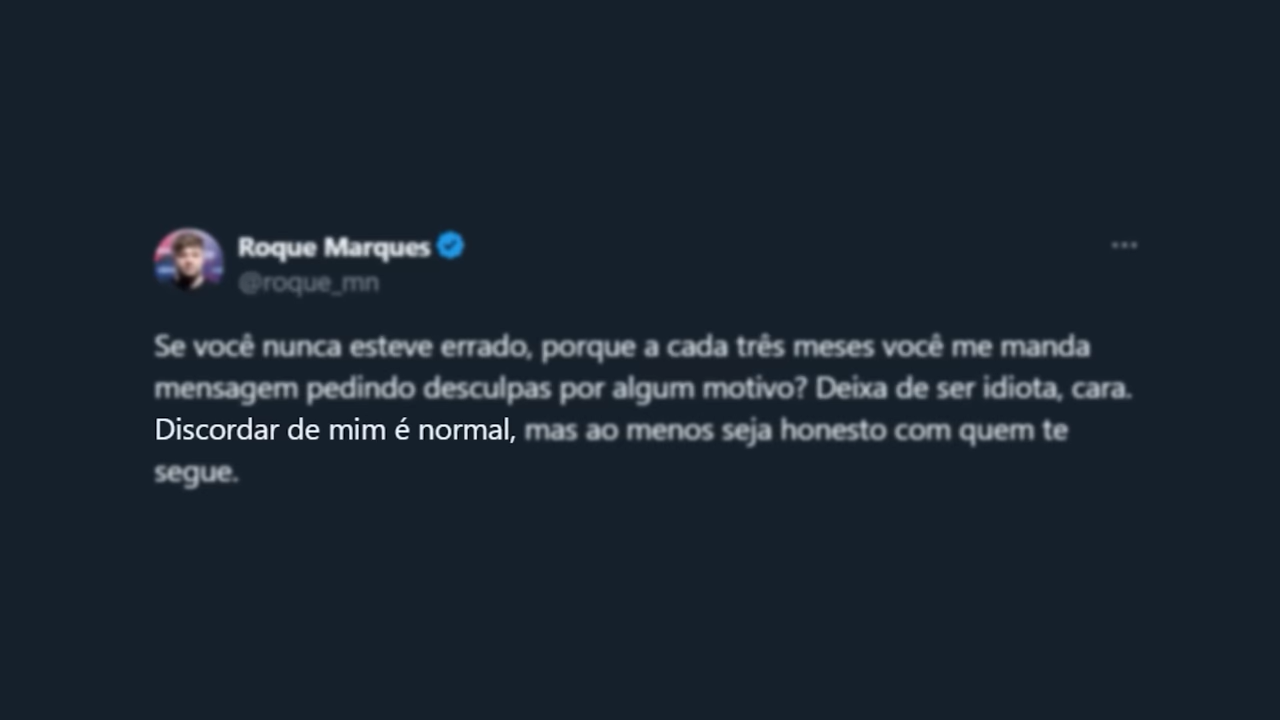 Roque Marques
@roque_mn
Se você nunca esteve errado, porque a cada três meses você me manda
mensagem pedindo desculpas por algum motivo? Deixa de ser idiota, cara.
Discordar de mim é normal, mas ao menos seja honesto com quem te
segue.